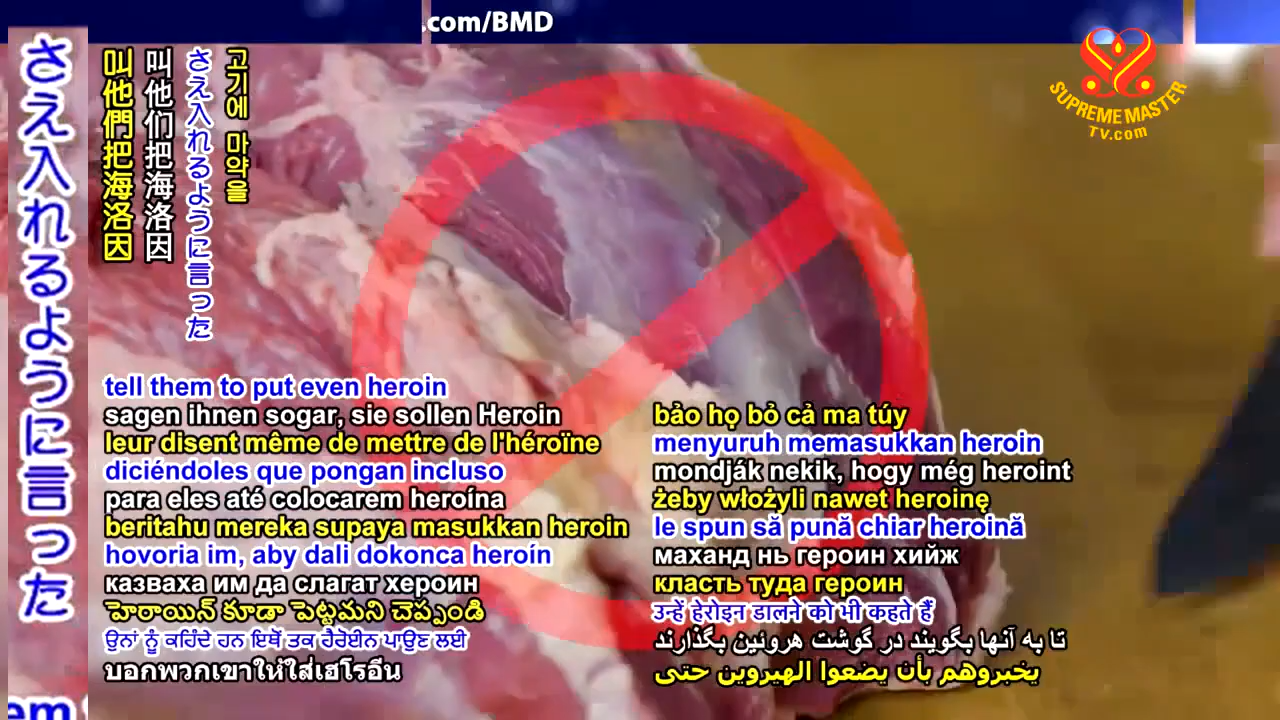 .com/BMD
SUPREME MASTER
TV.com
さえ入れるように言った
叫他們把海洛因
叫他们把海洛因
さえ入れるように言った
고기에 마약을
tell them to put even heroin
sagen ihnen sogar, sie sollen Heroin
leur disent même de mettre de l'héroïne
diciéndoles que pongan incluso
para eles até colocarem heroína
beritahu mereka supaya masukkan heroin
hovoria im, aby dali dokonca heroín
казваха им да слагат хероин
హెరాయిన్ కూడా పెట్టమని చెప్పండి
ਉਨਾਂ ਨੂੰ ਕਹਿੰਦੇ ਹਨ ਇਥੋਂ ਤਕ ਹੈਰੋਈਨ ਪਾਉਣ ਲਈ
บอกพวกเขาให้ใส่เฮโรอีน
bảo họ bỏ cả ma túy
menyuruh memasukkan heroin
mondják nekik, hogy még heroint
żeby włożyli nawet heroinę
le spun să pună chiar heroină
маханд нь героин хийж
класть туда героин
उन्हें हेरोइन डालने को भी कहते हैं
تا به آنها بگویند در گوشت هروئین بگذارند
يخبروهم بأن يضعوا الهيروين حتى
em